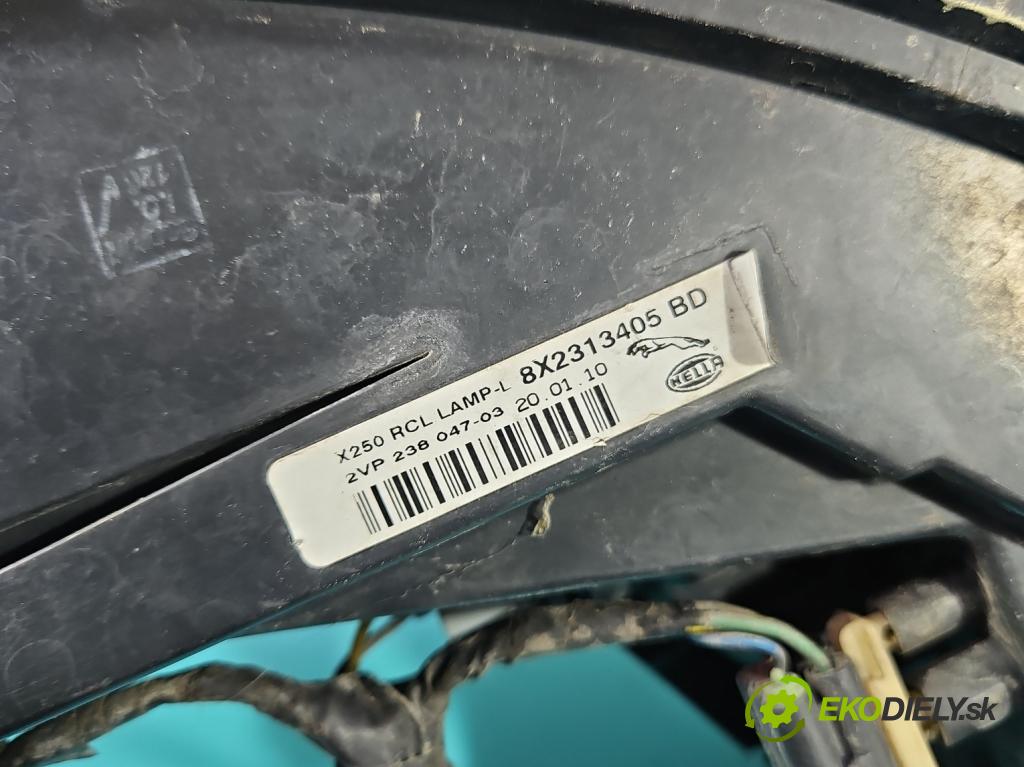 X250 RCL LAMP-L 8X2313405 BD
2VP 238 047-03 20.01.10
HELLA
EKODIELY.sk